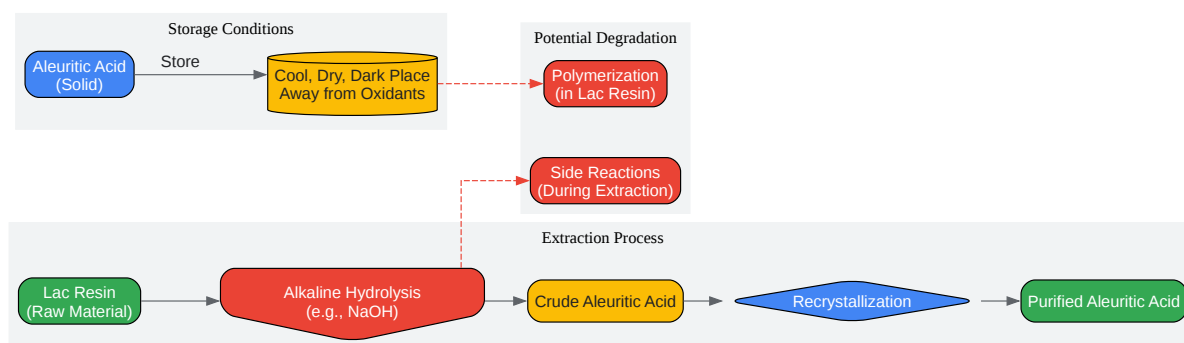 Storage Conditions
Aleuritic Acid
(Solid)
Store
Cool, Dry, Dark Place
Away from Oxidants
Potential Degradation
Polymerization
(in Lac Resin)
Side Reactions
(During Extraction)
Extraction Process
Lac Resin
(Raw Material)
Alkaline Hydrolysis
(e.g., NaOH)
Crude Aleuritic Acid
Recrystallization
Purified Aleuritic Acid